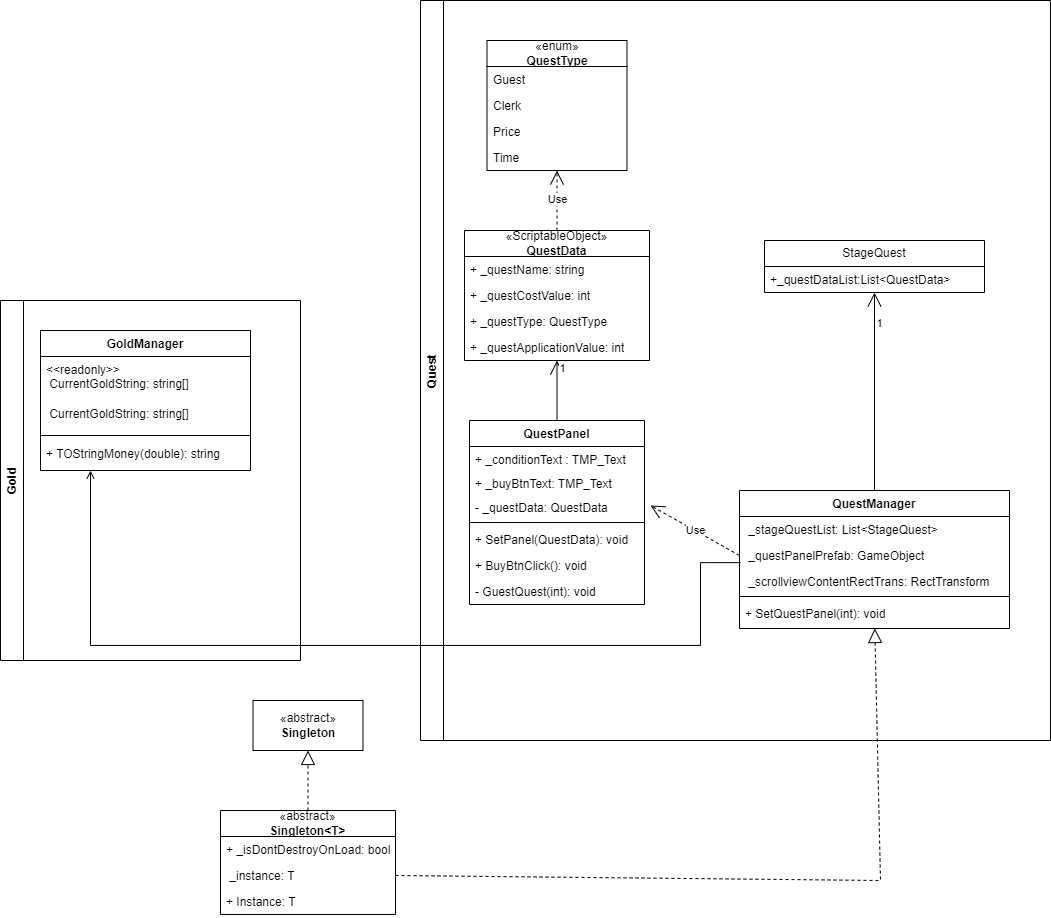 «enum»
QuestType
Guest
Clerk
Price
Time
Use
«ScriptableObject»
QuestData
+ _questName: string
+ _questCostValue: int
+ _questType: QuestType
+ _questApplicationValue: int
1
StageQuest
+_questDataList:List<QuestData>
1
Quest
Gold
GoldManager
<<readonly>>
CurrentGoldString: string[]
CurrentGoldString: string[]
+ TOStringMoney(double): string
QuestPanel
+ _conditionText : TMP_Text
+ _buyBtnText: TMP_Text
- _questData: QuestData
+ SetPanel(QuestData): void
+ BuyBtnClick(): void
- GuestQuest(int): void
Use
QuestManager
_stageQuestList: List<StageQuest>
_questPanelPrefab: GameObject
_scrollviewContentRectTrans: RectTransform
+ SetQuestPanel(int): void
«abstract»
Singleton
«abstract»
Singleton<T>
+ _isDontDestroyOnLoad: bool
_instance: T
+ Instance: T